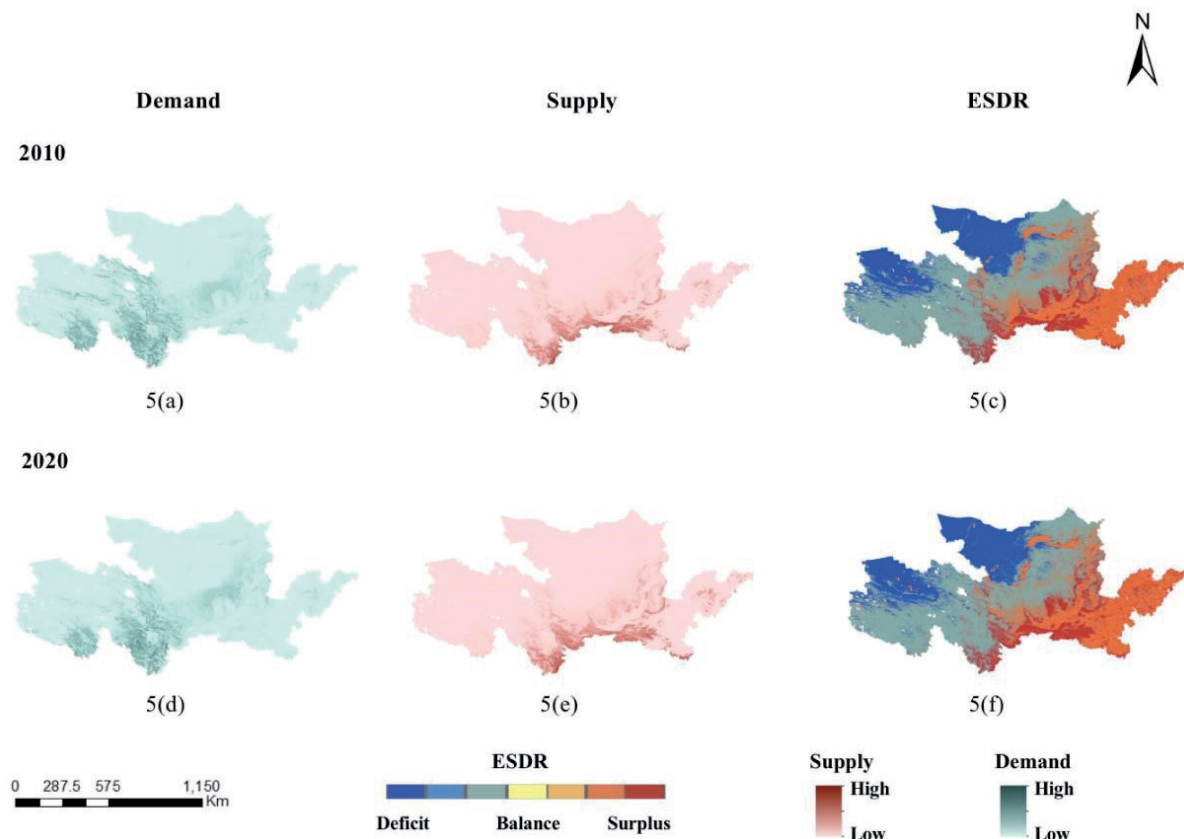 N
Demand Supply ESDR
2010
5(a) 5(b) 5(c)
2020
5(d) 5(e) 5(f)
ESDR
Deficit Balance Surplus
0 287.5 575 1,150
Km
Supply
High
Low
Demand
High
Low